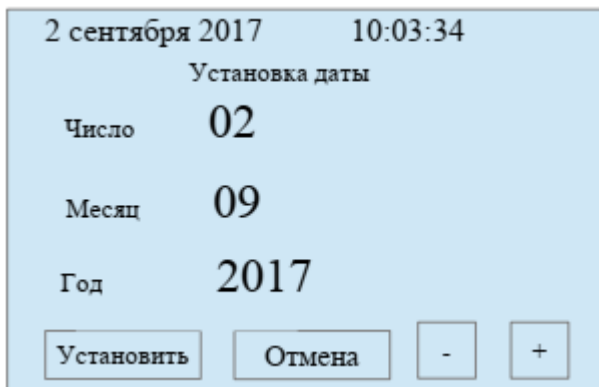 2 сентября 2017 10:03:34
Установка даты
Число 02
Месяц 09
Год 2017
Установить Отмена - +